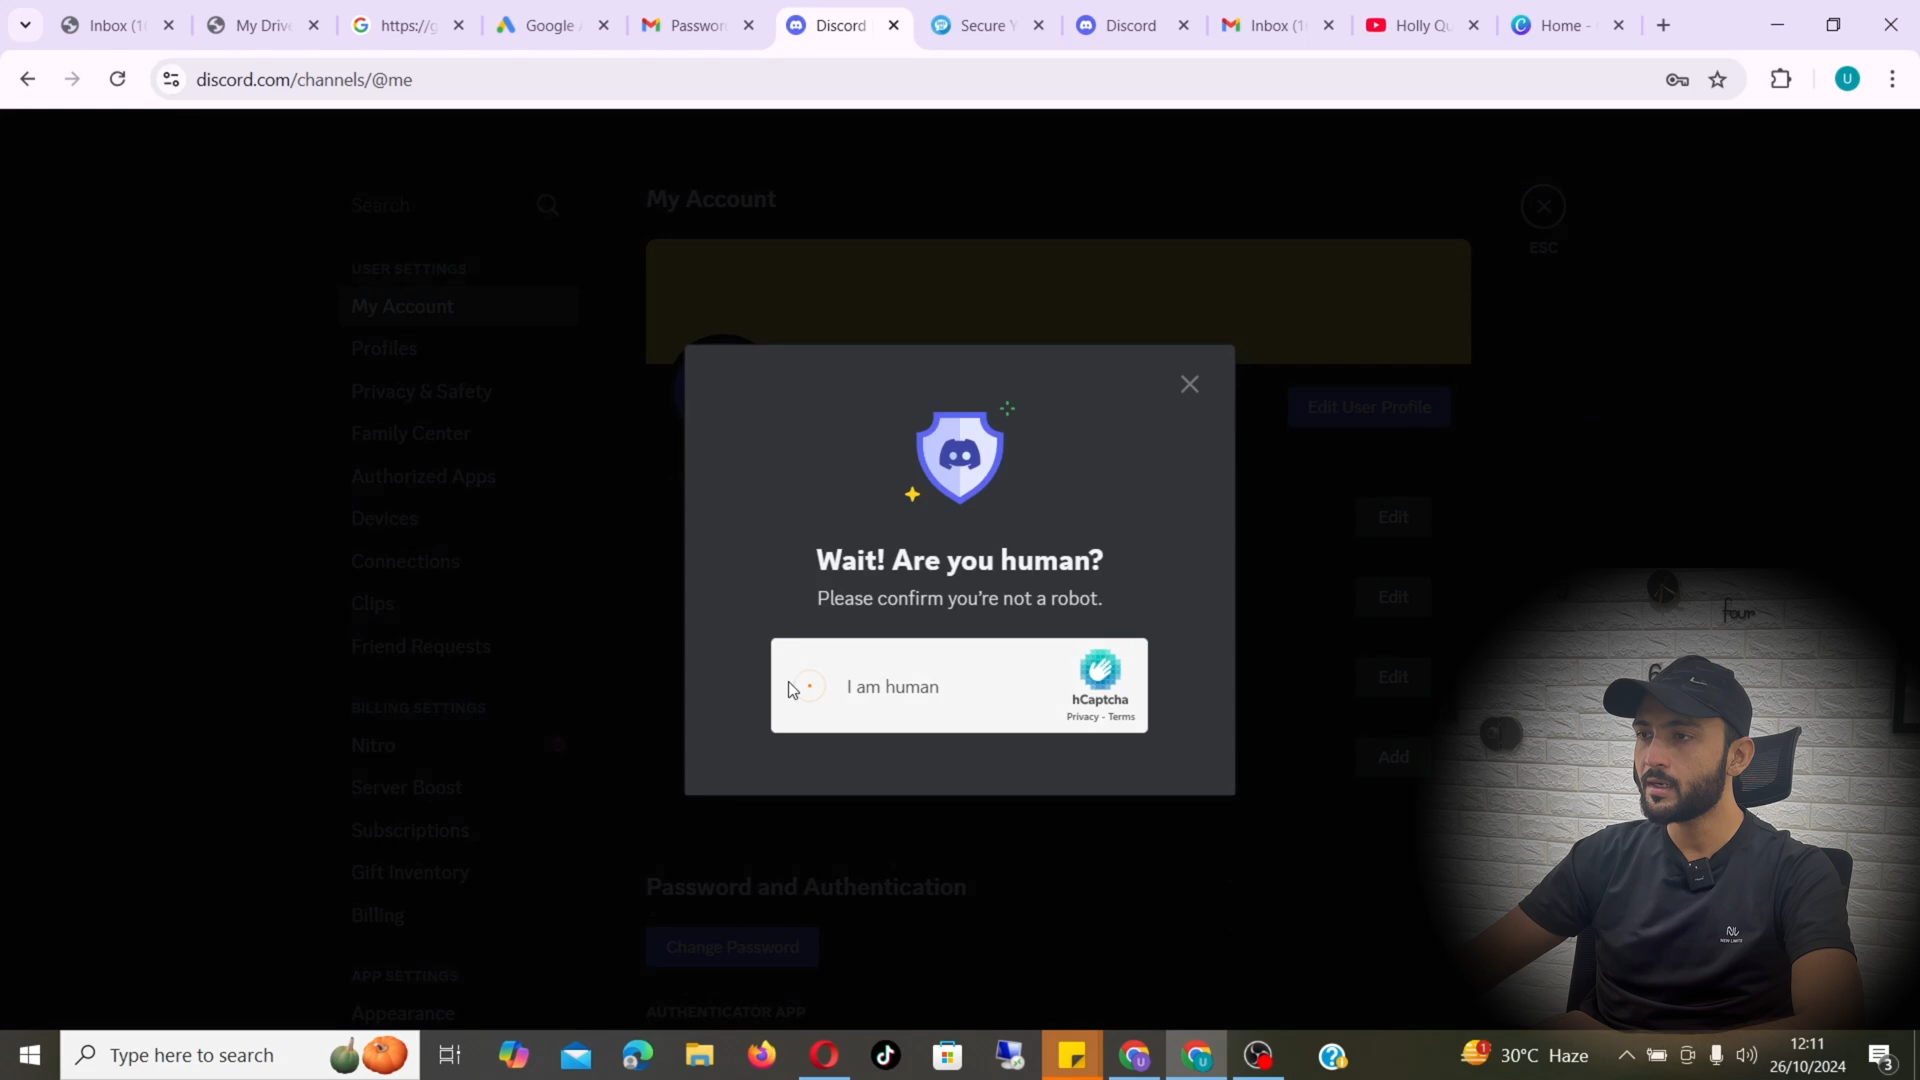 Inbox (1
My Driv
https://g
Google
Passwor
Discord
Secure Y
Discord
Inbox (1
Holly Qu
Home -
discord.com/channels/@me
U
Search
My Account
ESC
USER SETTINGS
My Account
Profiles
Privacy & Safety
Family Center
Authorized Apps
Devices
Connections
Clips
Friend Requests
BILLING SETTINGS
Nitro
Server Boost
Subscriptions
Gift Inventory
Billing
APP SETTINGS
Appearance
Edit User Profile
Edit
Edit
Edit
Add
Wait! Are you human?
Please confirm you're not a robot.
I am human
hCaptcha
Privacy - Terms
Password and Authentication
Change Password
AUTHENTICATOR APP
four
Type here to search
1
30°C Haze
12:11
26/10/2024
3